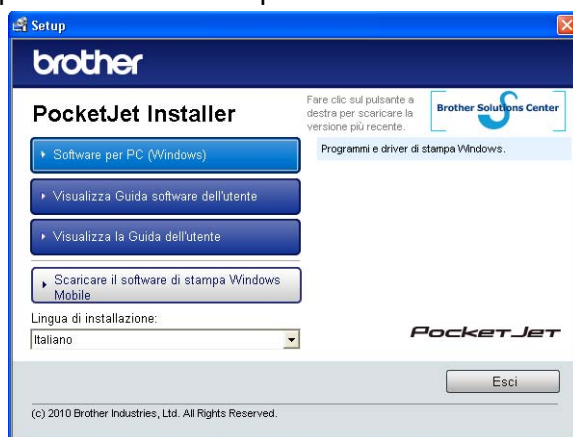 Setup
brother
PocketJet Installer
Fare clic sul pulsante a
destra per scaricare la
versione più recente.
Brother Solutions Center
Software per PC (Windows)
Programmi e driver di stampa Windows.
Visualizza Guida software dell'utente
Visualizza la Guida dell'utente
Scaricare il software di stampa Windows
Mobile
Lingua di installazione:
Italiano
PocketJet
Esci
(c) 2010 Brother Industries, Ltd. All Rights Reserved.